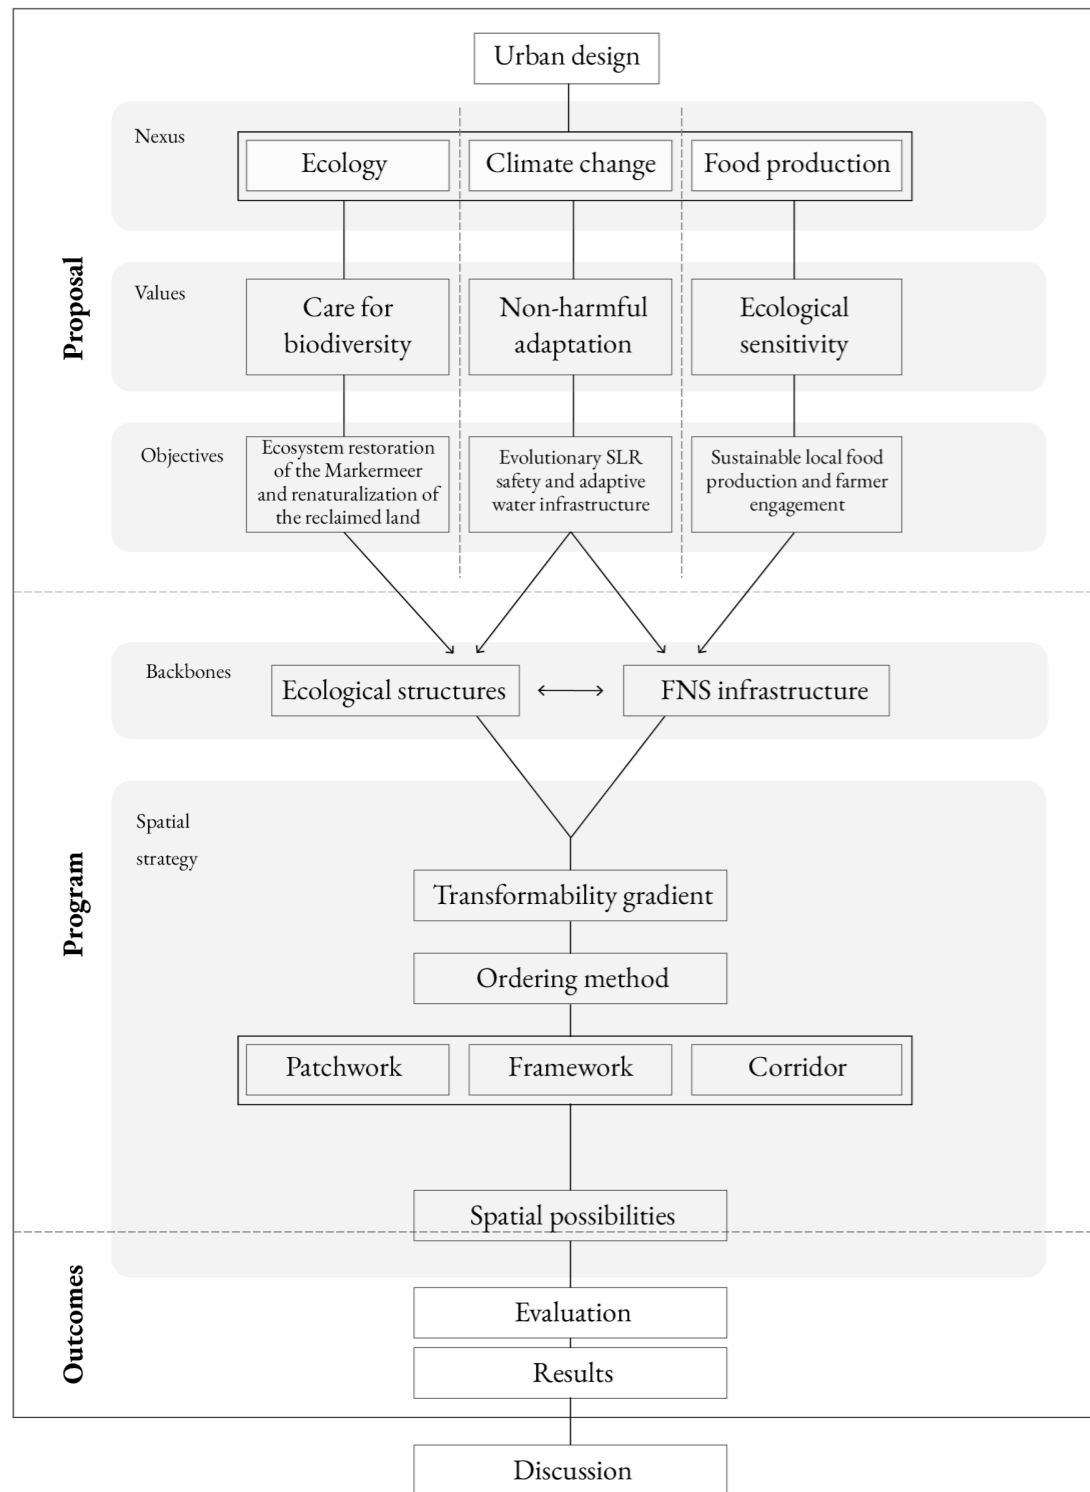 Urban design
Nexus
Ecology
Climate change
Food production
Proposal
Values
Care for
biodiversity
Non-harmful
adaptation
Ecological
sensitivity
Objectives
Ecosystem restoration
of the Markermeer
and renaturalization of
the reclaimed land
Evolutionary SLR
safety and adaptive
water infrastructure
Sustainable local food
production and farmer
engagement
Backbones
Ecological structures
FNS infrastructure
Program
Spatial
strategy
Transformability gradient
Ordering method
Patchwork
Framework
Corridor
Spatial possibilities
Outcomes
Evaluation
Results
Discussion